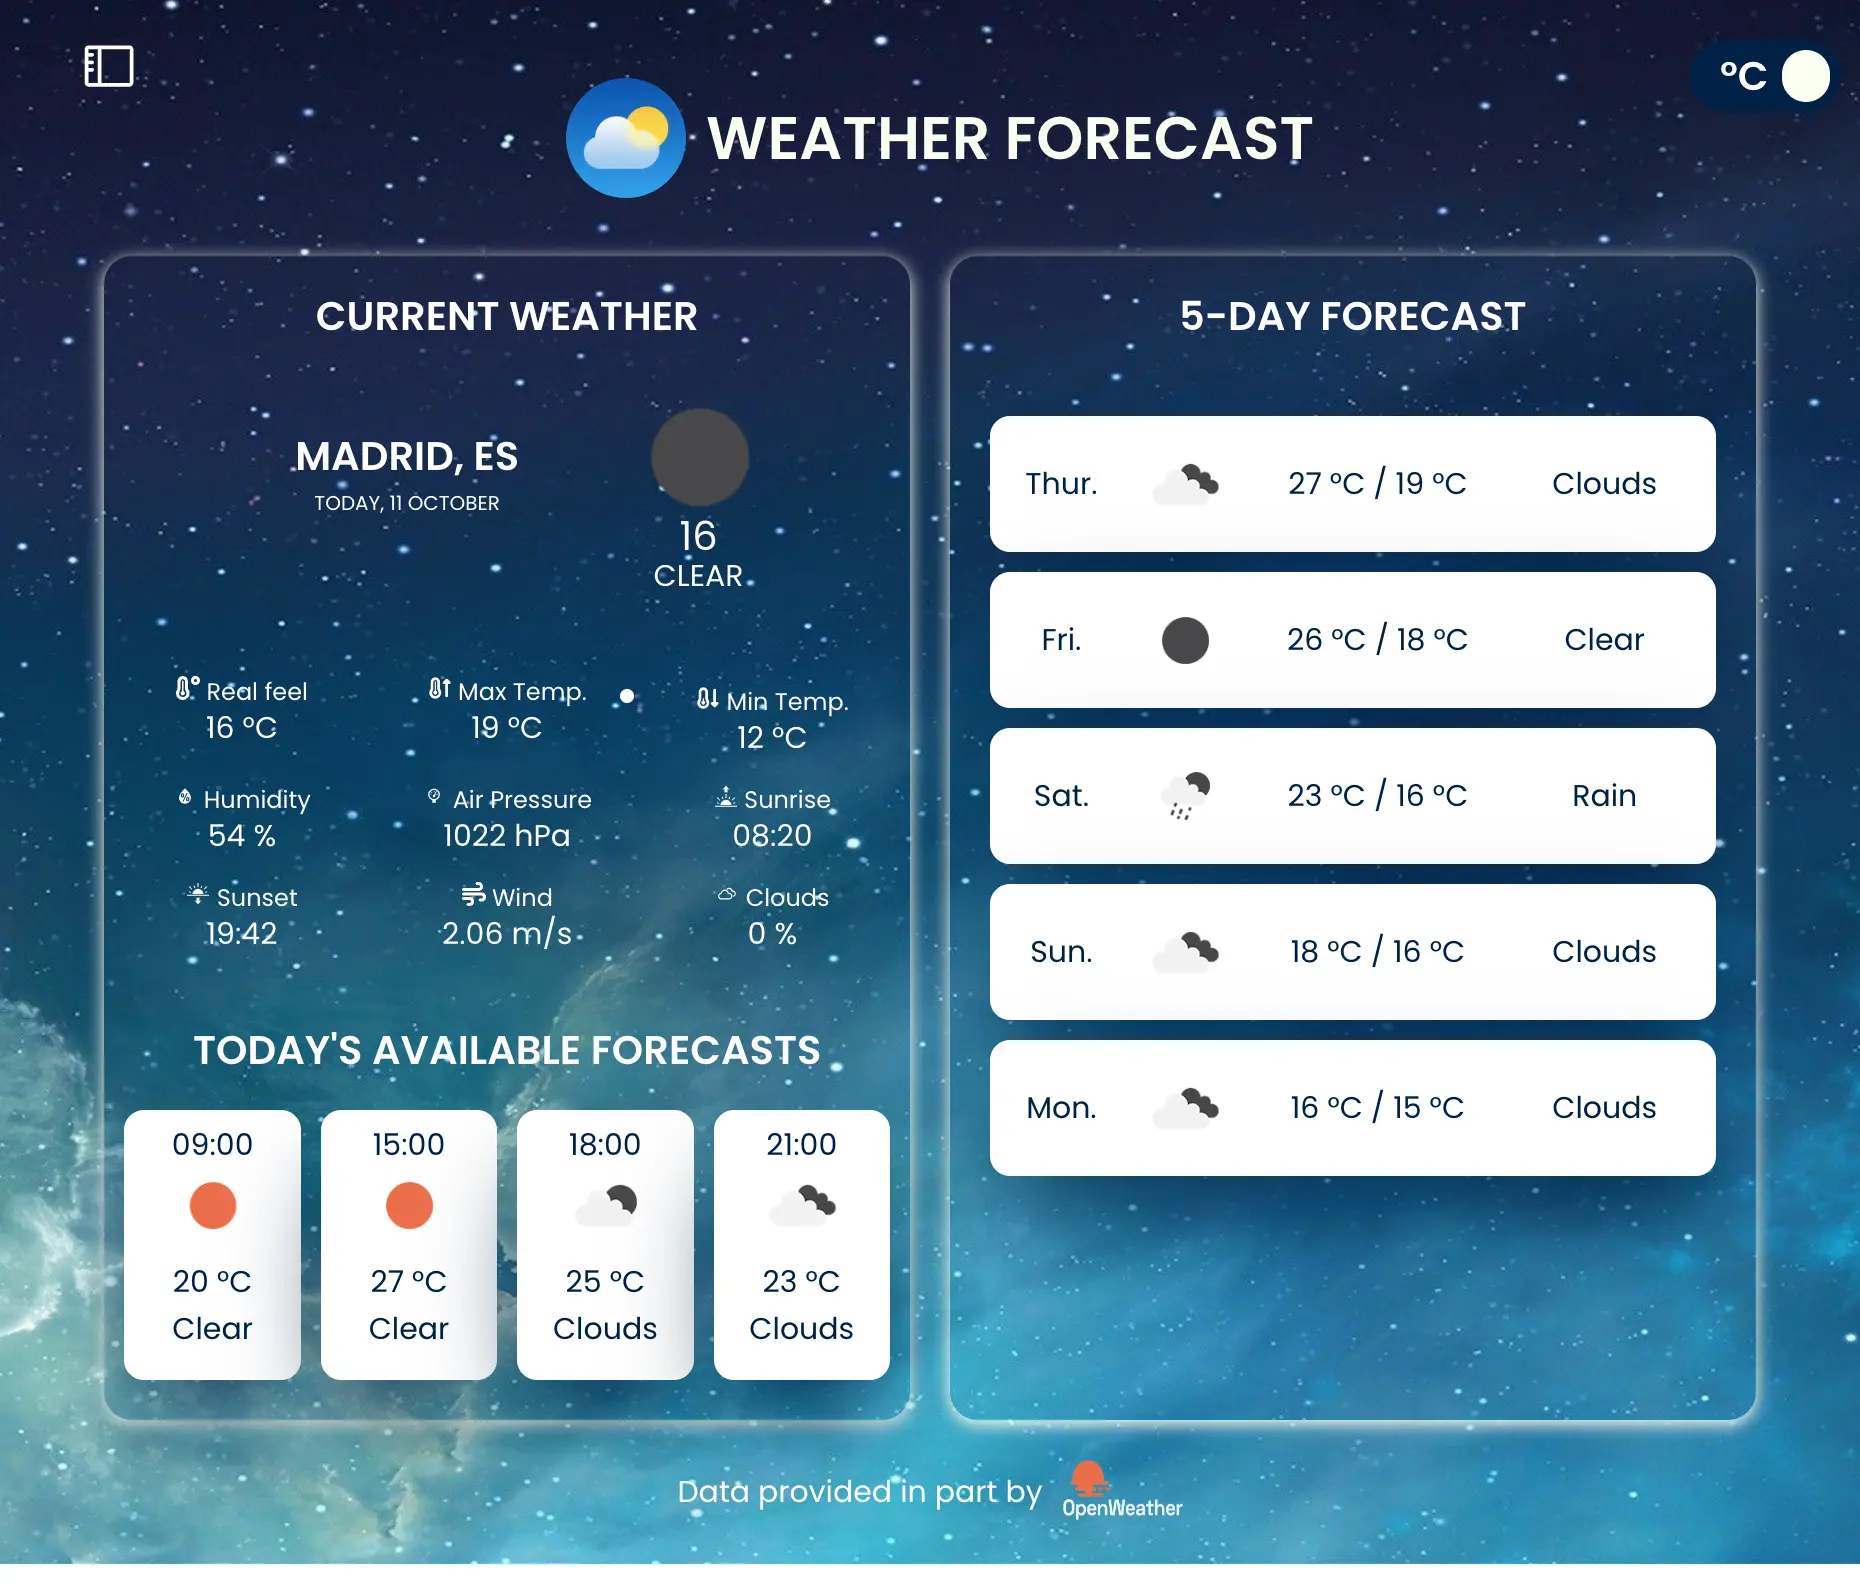 °C
WEATHER FORECAST
CURRENT WEATHER
MADRID, ES
TODAY, 11 OCTOBER
16
CLEAR
Real feel
16 °C
Max Temp.
19 °C
Min Temp.
12 °C
Humidity
54 %
Air Pressure
1022 hPa
Sunrise
08:20
Sunset
19:42
Wind
2.06 m/s
Clouds
0 %
TODAY'S AVAILABLE FORECASTS
09:00
20 °C
Clear
15:00
27 °C
Clear
18:00
25 °C
Clouds
21:00
23 °C
Clouds
5-DAY FORECAST
Thur. 27 °C / 19 °C Clouds
Fri. 26 °C / 18 °C Clear
Sat. 23 °C / 16 °C Rain
Sun. 18 °C / 16 °C Clouds
Mon. 16 °C / 15 °C Clouds
Data provided in part by OpenWeather